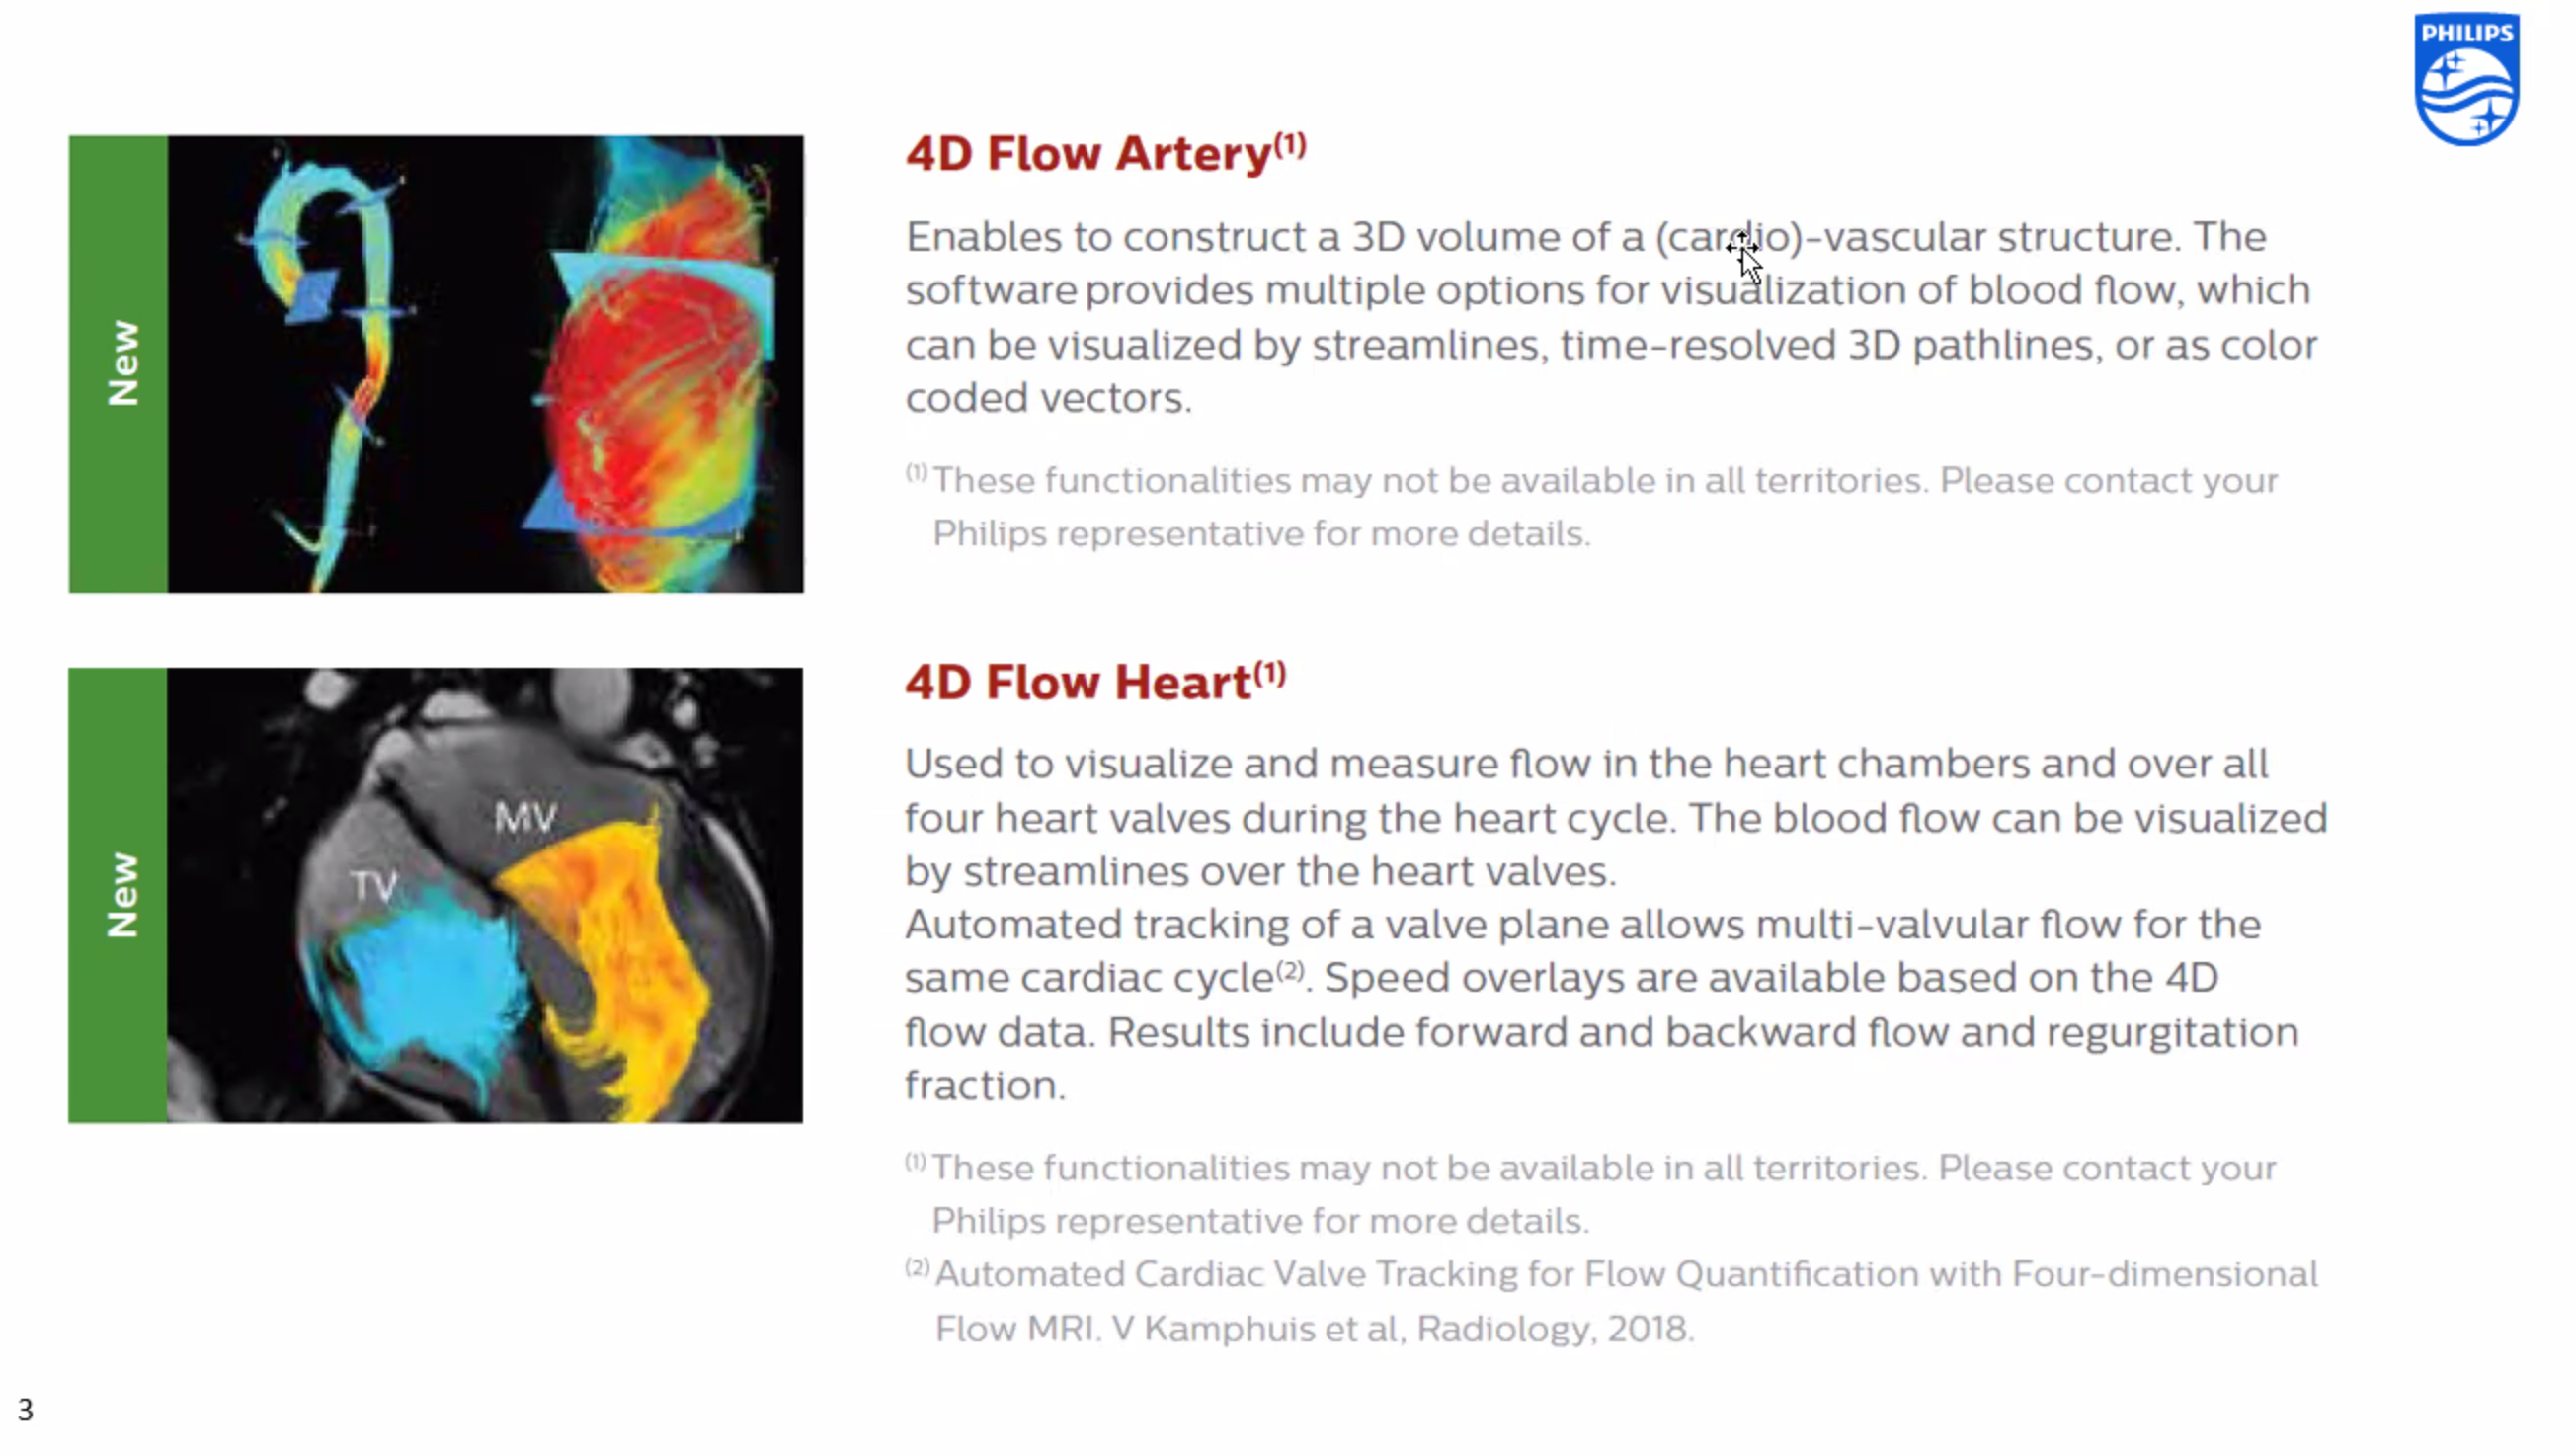 PHILIPS
New
4D Flow Artery(1)
Enables to construct a 3D volume of a (cardio)-vascular structure. The
software provides multiple options for visualization of blood flow, which
can be visualized by streamlines, time-resolved 3D pathlines, or as color
coded vectors.
(1) These functionalities may not be available in all territories. Please contact your
Philips representative for more details.
New
MV
TV
4D Flow Heart(1)
Used to visualize and measure flow in the heart chambers and over all
four heart valves during the heart cycle. The blood flow can be visualized
by streamlines over the heart valves.
Automated tracking of a valve plane allows multi-valvular flow for the
same cardiac cycle(2). Speed overlays are available based on the 4D
flow data. Results include forward and backward flow and regurgitation
fraction.
(1) These functionalities may not be available in all territories. Please contact your
Philips representative for more details.
(2) Automated Cardiac Valve Tracking for Flow Quantification with Four-dimensional
Flow MRI. V Kamphuis et al, Radiology, 2018.
3